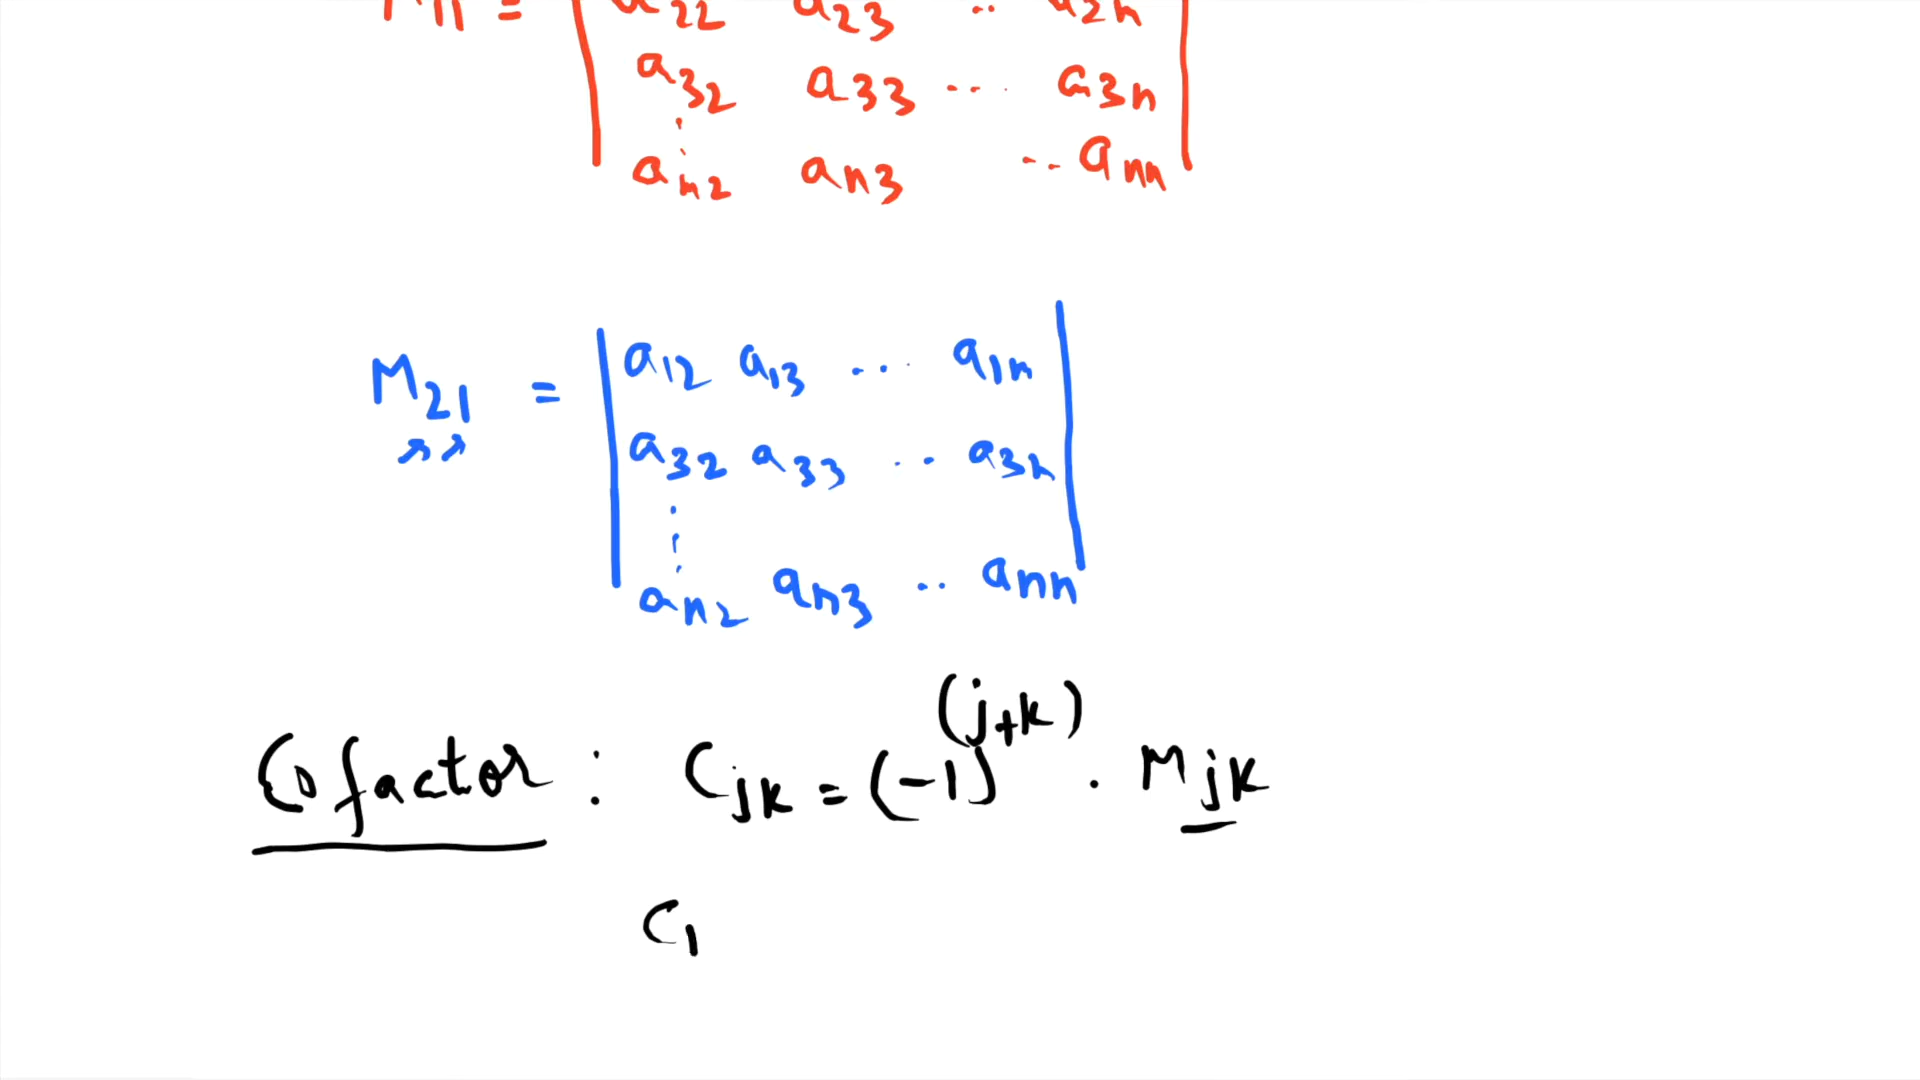 M11 = | a22 a23 .. a2n |
a32 a33 ... a3n
⋮
an2 an3 .. ann
M21 = | a12 a13 ... a1n |
a32 a33 .. a3n
⋮
an2 an3 .. ann
Cofactor : Cjk = (-1)^(j+k) . Mjk
C1